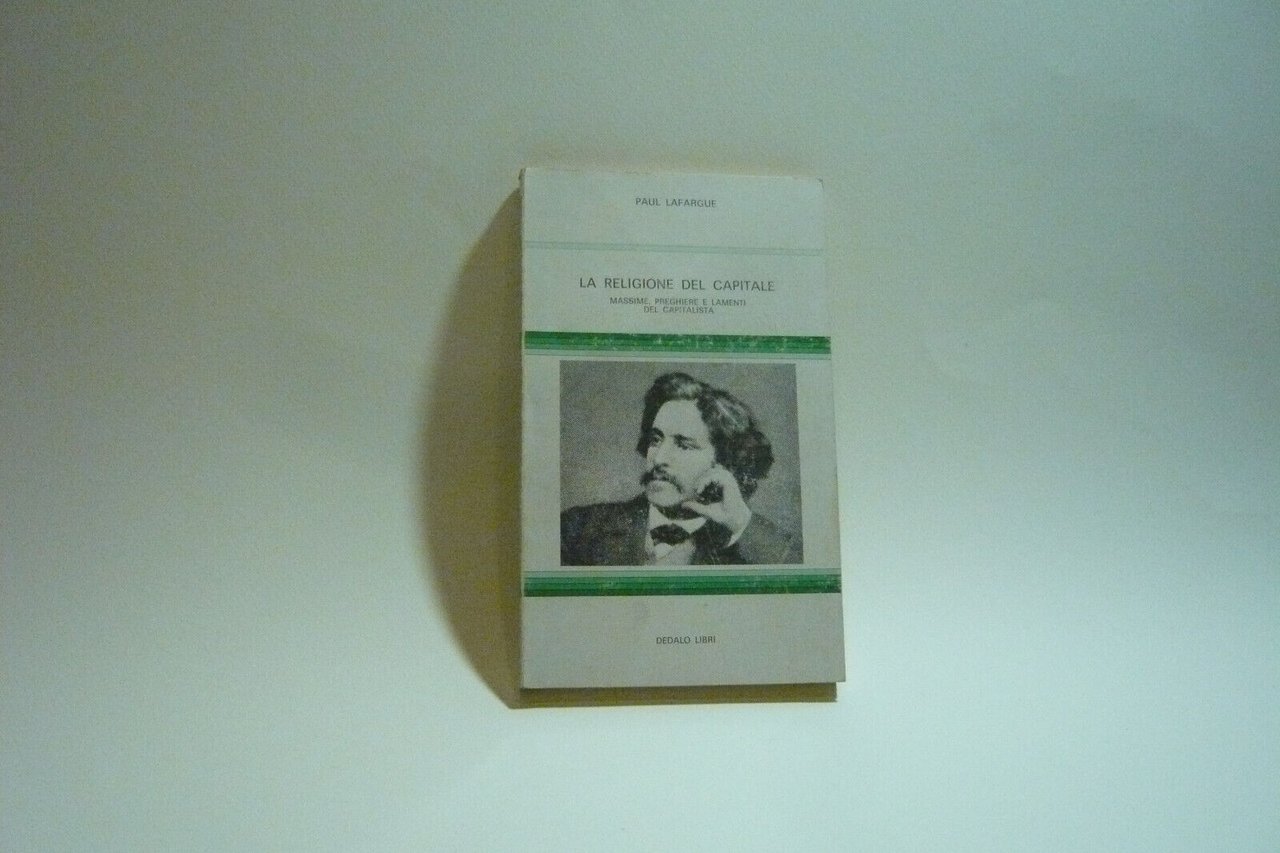 PAUL LAFARGUE
LA RELIGIONE DEL CAPITALE
MASSIME, PREGHIERE E LAMENTI
DEL CAPITALISTA
DEDALO LIBRI